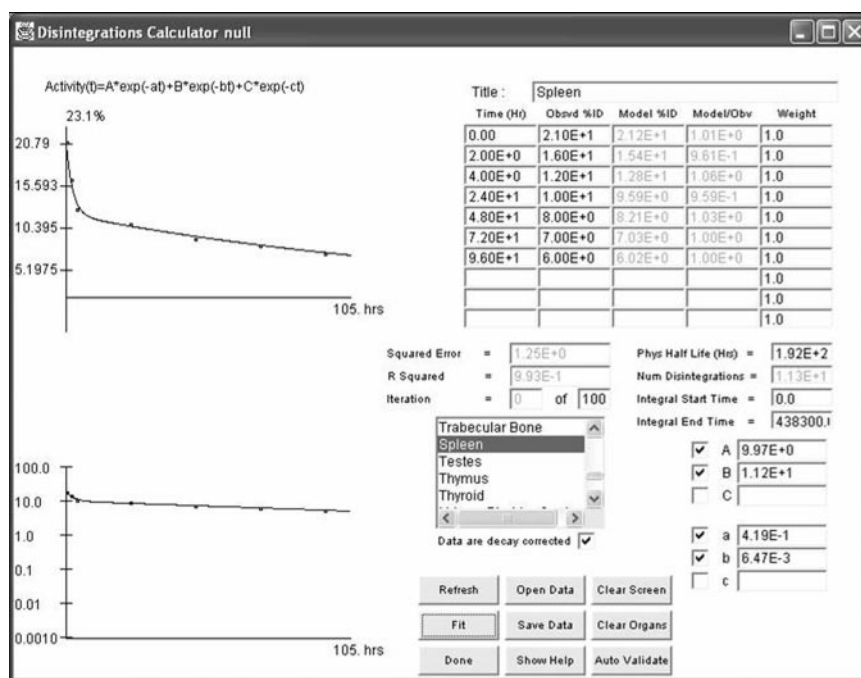 Disintegrations Calculator null
Activity(t)=A*exp(-at)+B*exp(-bt)+C*exp(-ct)
23.1%
20.79
15.593
10.395
5.1975
105. hrs
Title : Spleen
Time (Hr) Obsvd %ID Model %ID Model/Obv Weight
0.00 2.10E+1 2.12E+1 1.01E+0 1.0
2.00E+0 1.60E+1 1.54E+1 9.61E-1 1.0
4.00E+0 1.20E+1 1.28E+1 1.06E+0 1.0
2.40E+1 1.00E+1 9.59E+0 9.59E-1 1.0
4.80E+1 8.00E+0 8.21E+0 1.03E+0 1.0
7.20E+1 7.00E+0 7.03E+0 1.00E+0 1.0
9.60E+1 6.00E+0 6.02E+0 1.00E+0 1.0
1.0
1.0
1.0
Squared Error = 1.25E+0
R Squared = 9.93E-1
Iteration = 0 of 100
Phys Half Life (Hrs) = 1.92E+2
Num Disintegrations = 1.13E+1
Integral Start Time = 0.0
Integral End Time = 438300.
Trabecular Bone
Spleen
Testes
Thymus
Thyroid
Data are decay corrected
A 9.97E+0
B 1.12E+1
C
a 4.19E-1
b 6.47E-3
c
100.0
10.0
1.0
0.1
0.01
0.0010
105. hrs
Refresh Open Data Clear Screen
Fit Save Data Clear Organs
Done Show Help Auto Validate